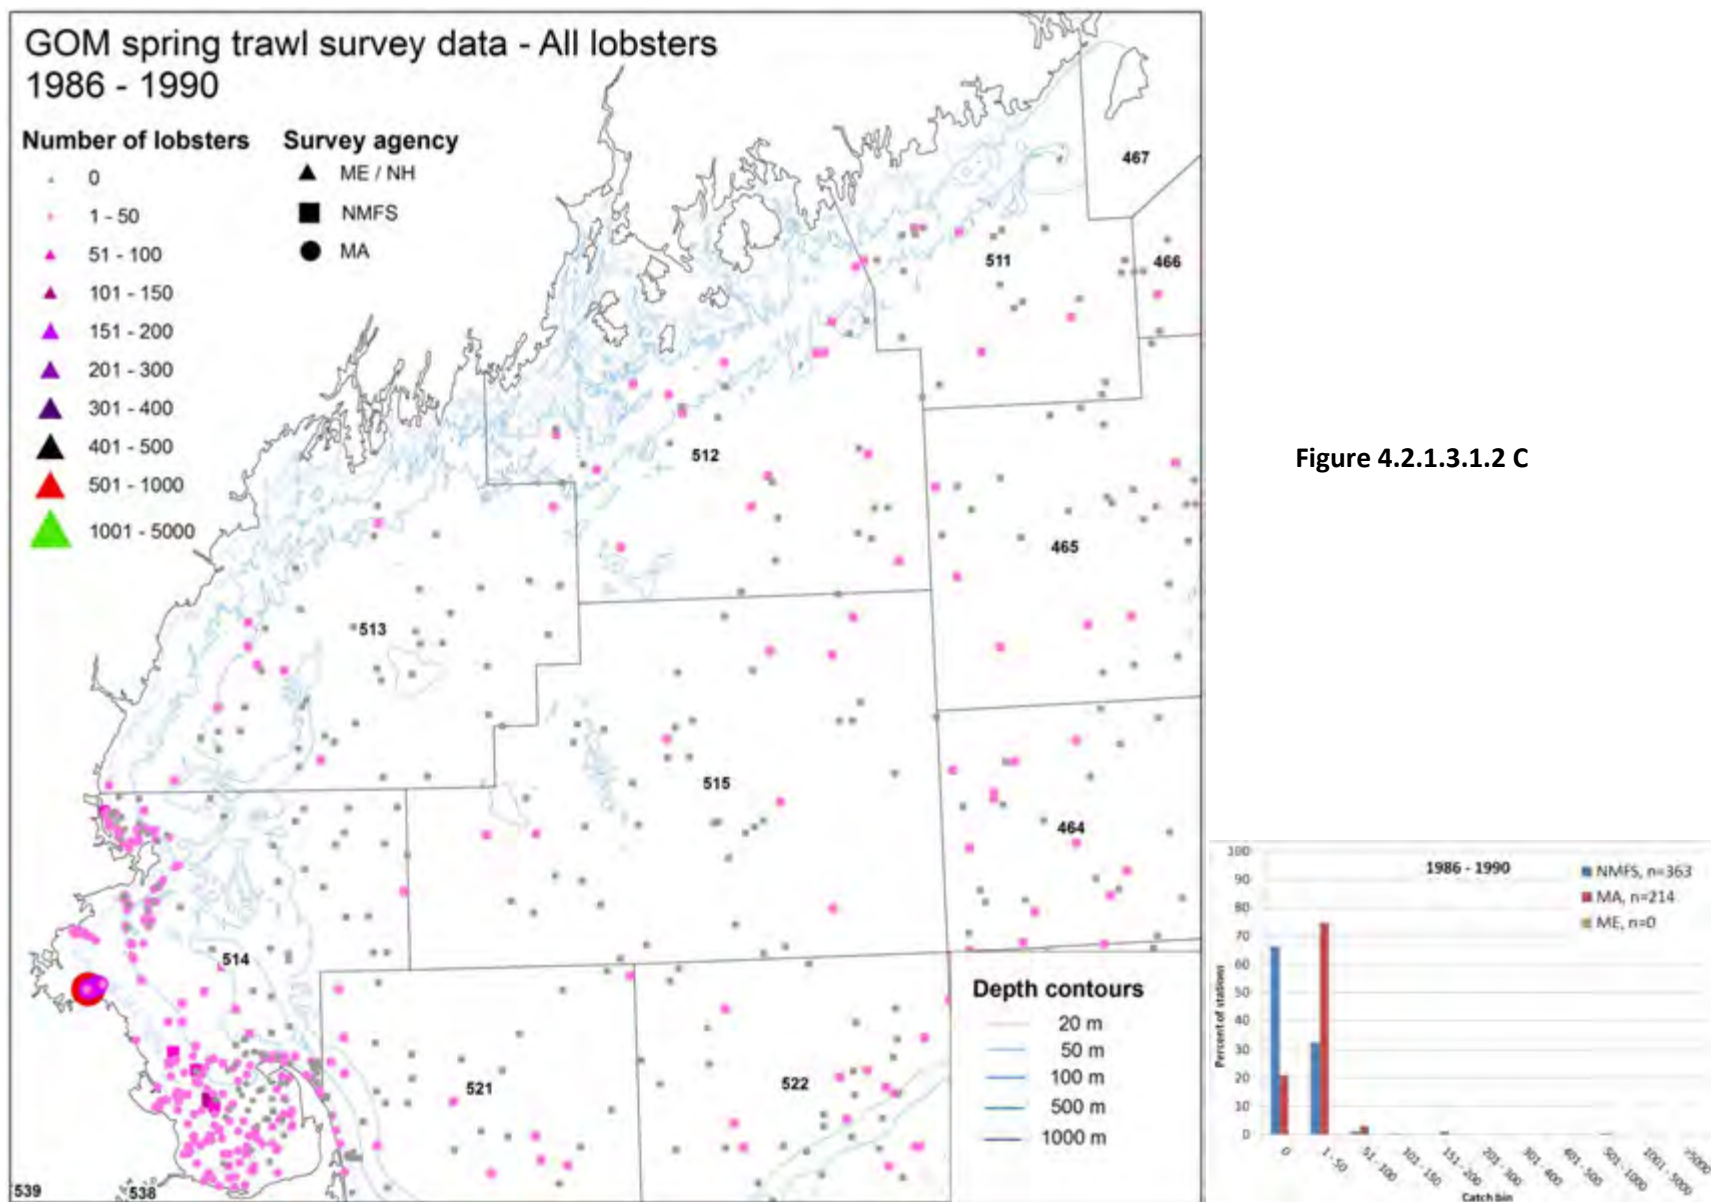 GOM spring trawl survey data - All lobsters
1986 - 1990
Number of lobsters
0
1 - 50
51 - 100
101 - 150
151 - 200
201 - 300
301 - 400
401 - 500
501 - 1000
1001 - 5000
Survey agency
ME / NH
NMFS
MA
467
466
511
512
465
513
515
464
514
521
522
539
538
Depth contours
20 m
50 m
100 m
500 m
1000 m
Figure 4.2.1.3.1.2 C
1986 - 1990
NMFS, n=363
MA, n=214
ME, n=0
Percent of stations
100
90
80
70
60
50
40
30
20
10
0
0
1 - 50
51 - 100
101 - 150
151 - 200
201 - 300
301 - 400
401 - 500
501 - 1000
1001 - 5000
>5000
Catch bin